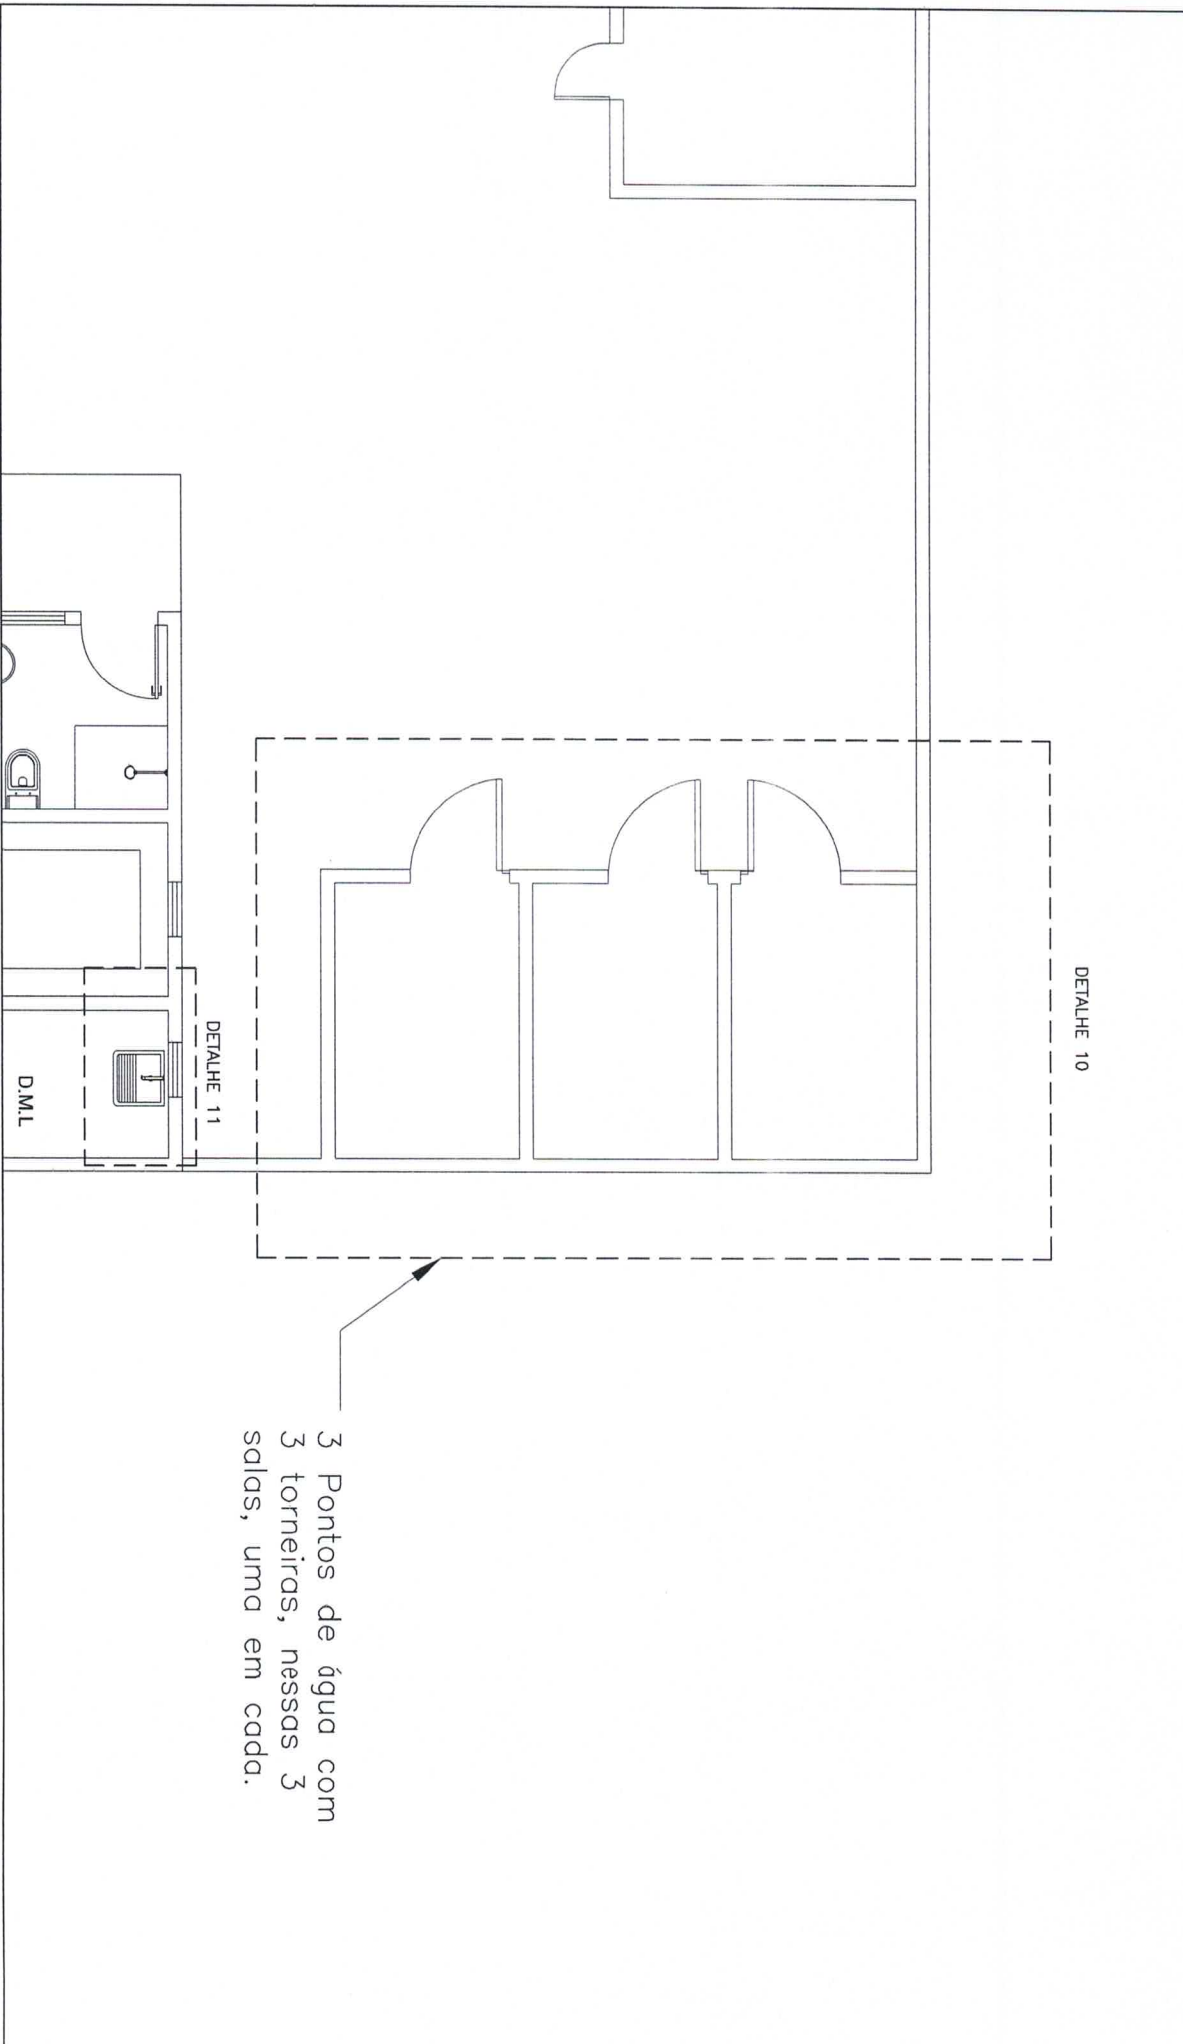 DETALHE 10
DETALHE 11
D.M.L
3 Pontos de água com
3 torneiras, nessas 3
salas, uma em cada.